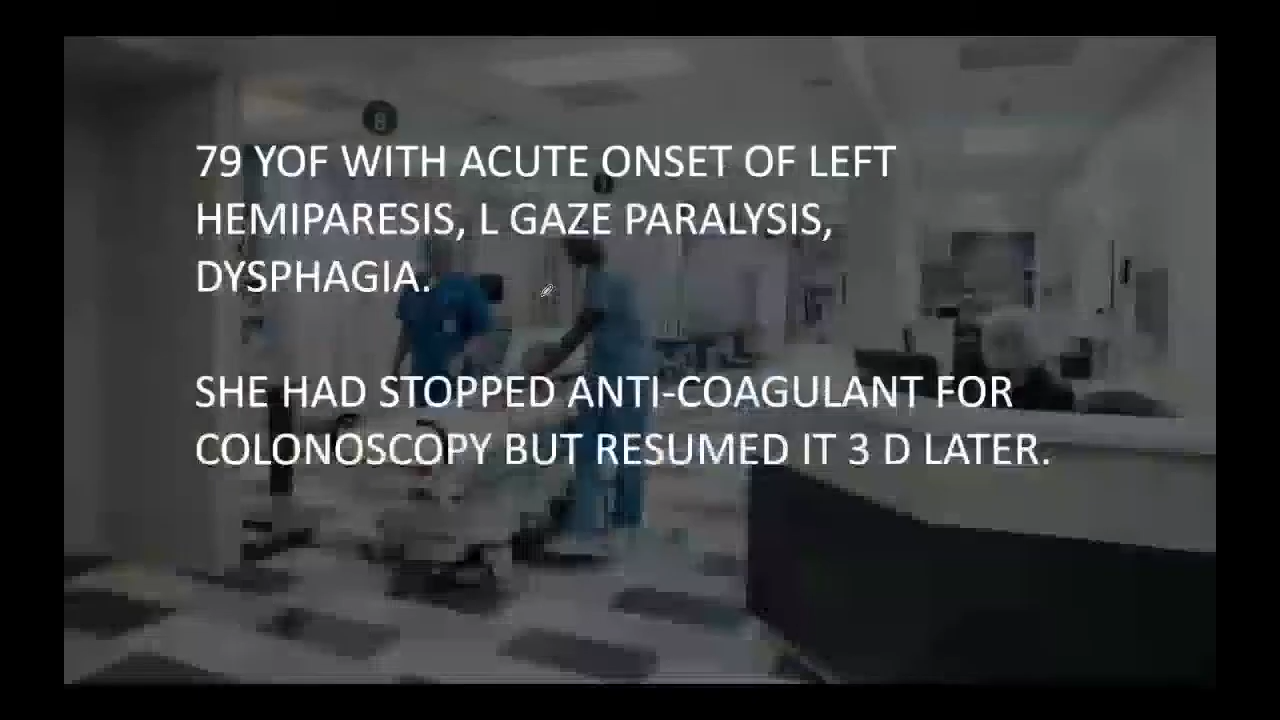 8
79 YOF WITH ACUTE ONSET OF LEFT
HEMIPARESIS, L GAZE PARALYSIS,
DYSPHAGIA.
SHE HAD STOPPED ANTI-COAGULANT FOR
COLONOSCOPY BUT RESUMED IT 3 D LATER.